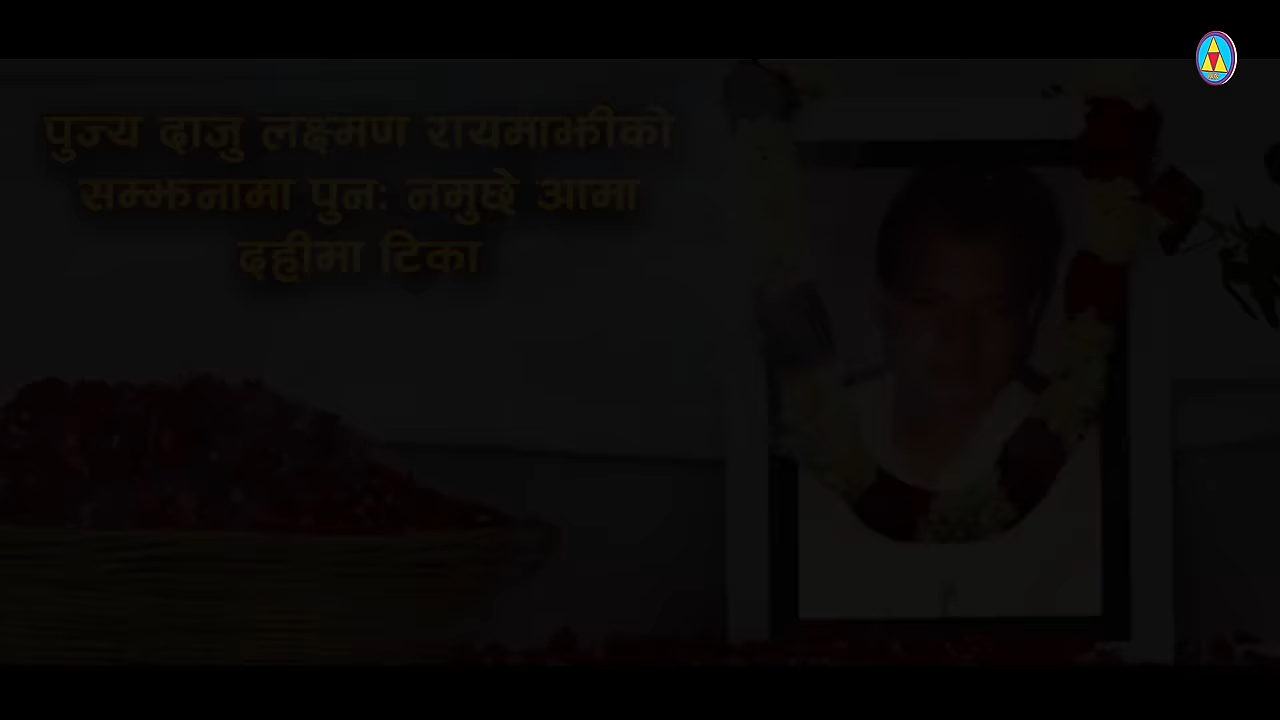 पुज्य दाजु लक्ष्मण रायमाझीको
सम्झनामा पुन: नमुछे आमा
दहीमा टिका